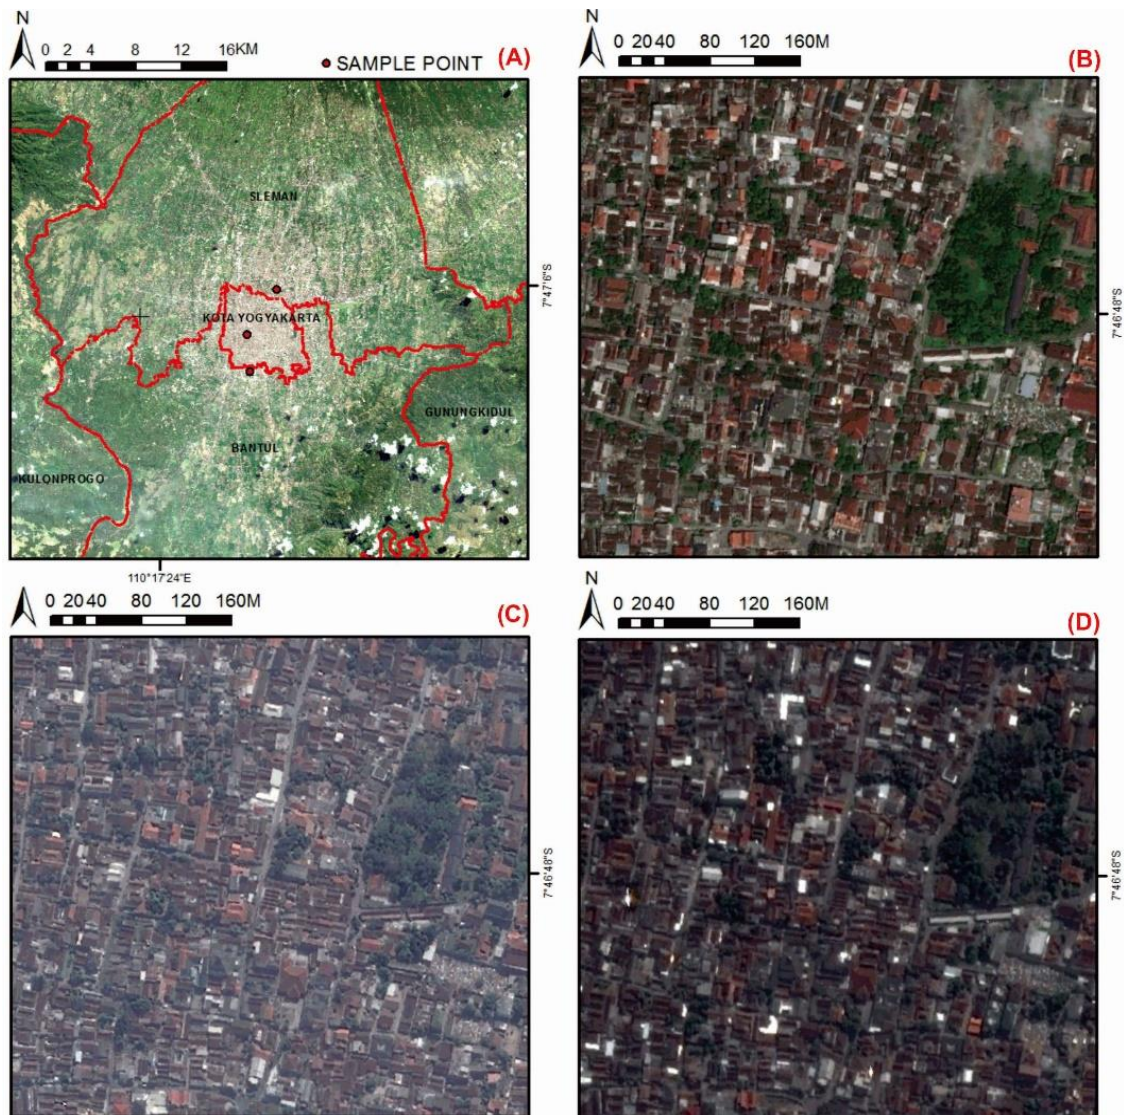 N
0 2 4 8 12 16KM
SAMPLE POINT
(A)
SLEMAN
KOTA YOGYAKARTA
GUNUNGKIDUL
BANTUL
KULONPROGO
7°47'6"S
110°17'24"E
N
0 20 40 80 120 160M
(B)
7°46'48"S
N
0 20 40 80 120 160M
(C)
7°46'48"S
N
0 20 40 80 120 160M
(D)
7°46'48"S